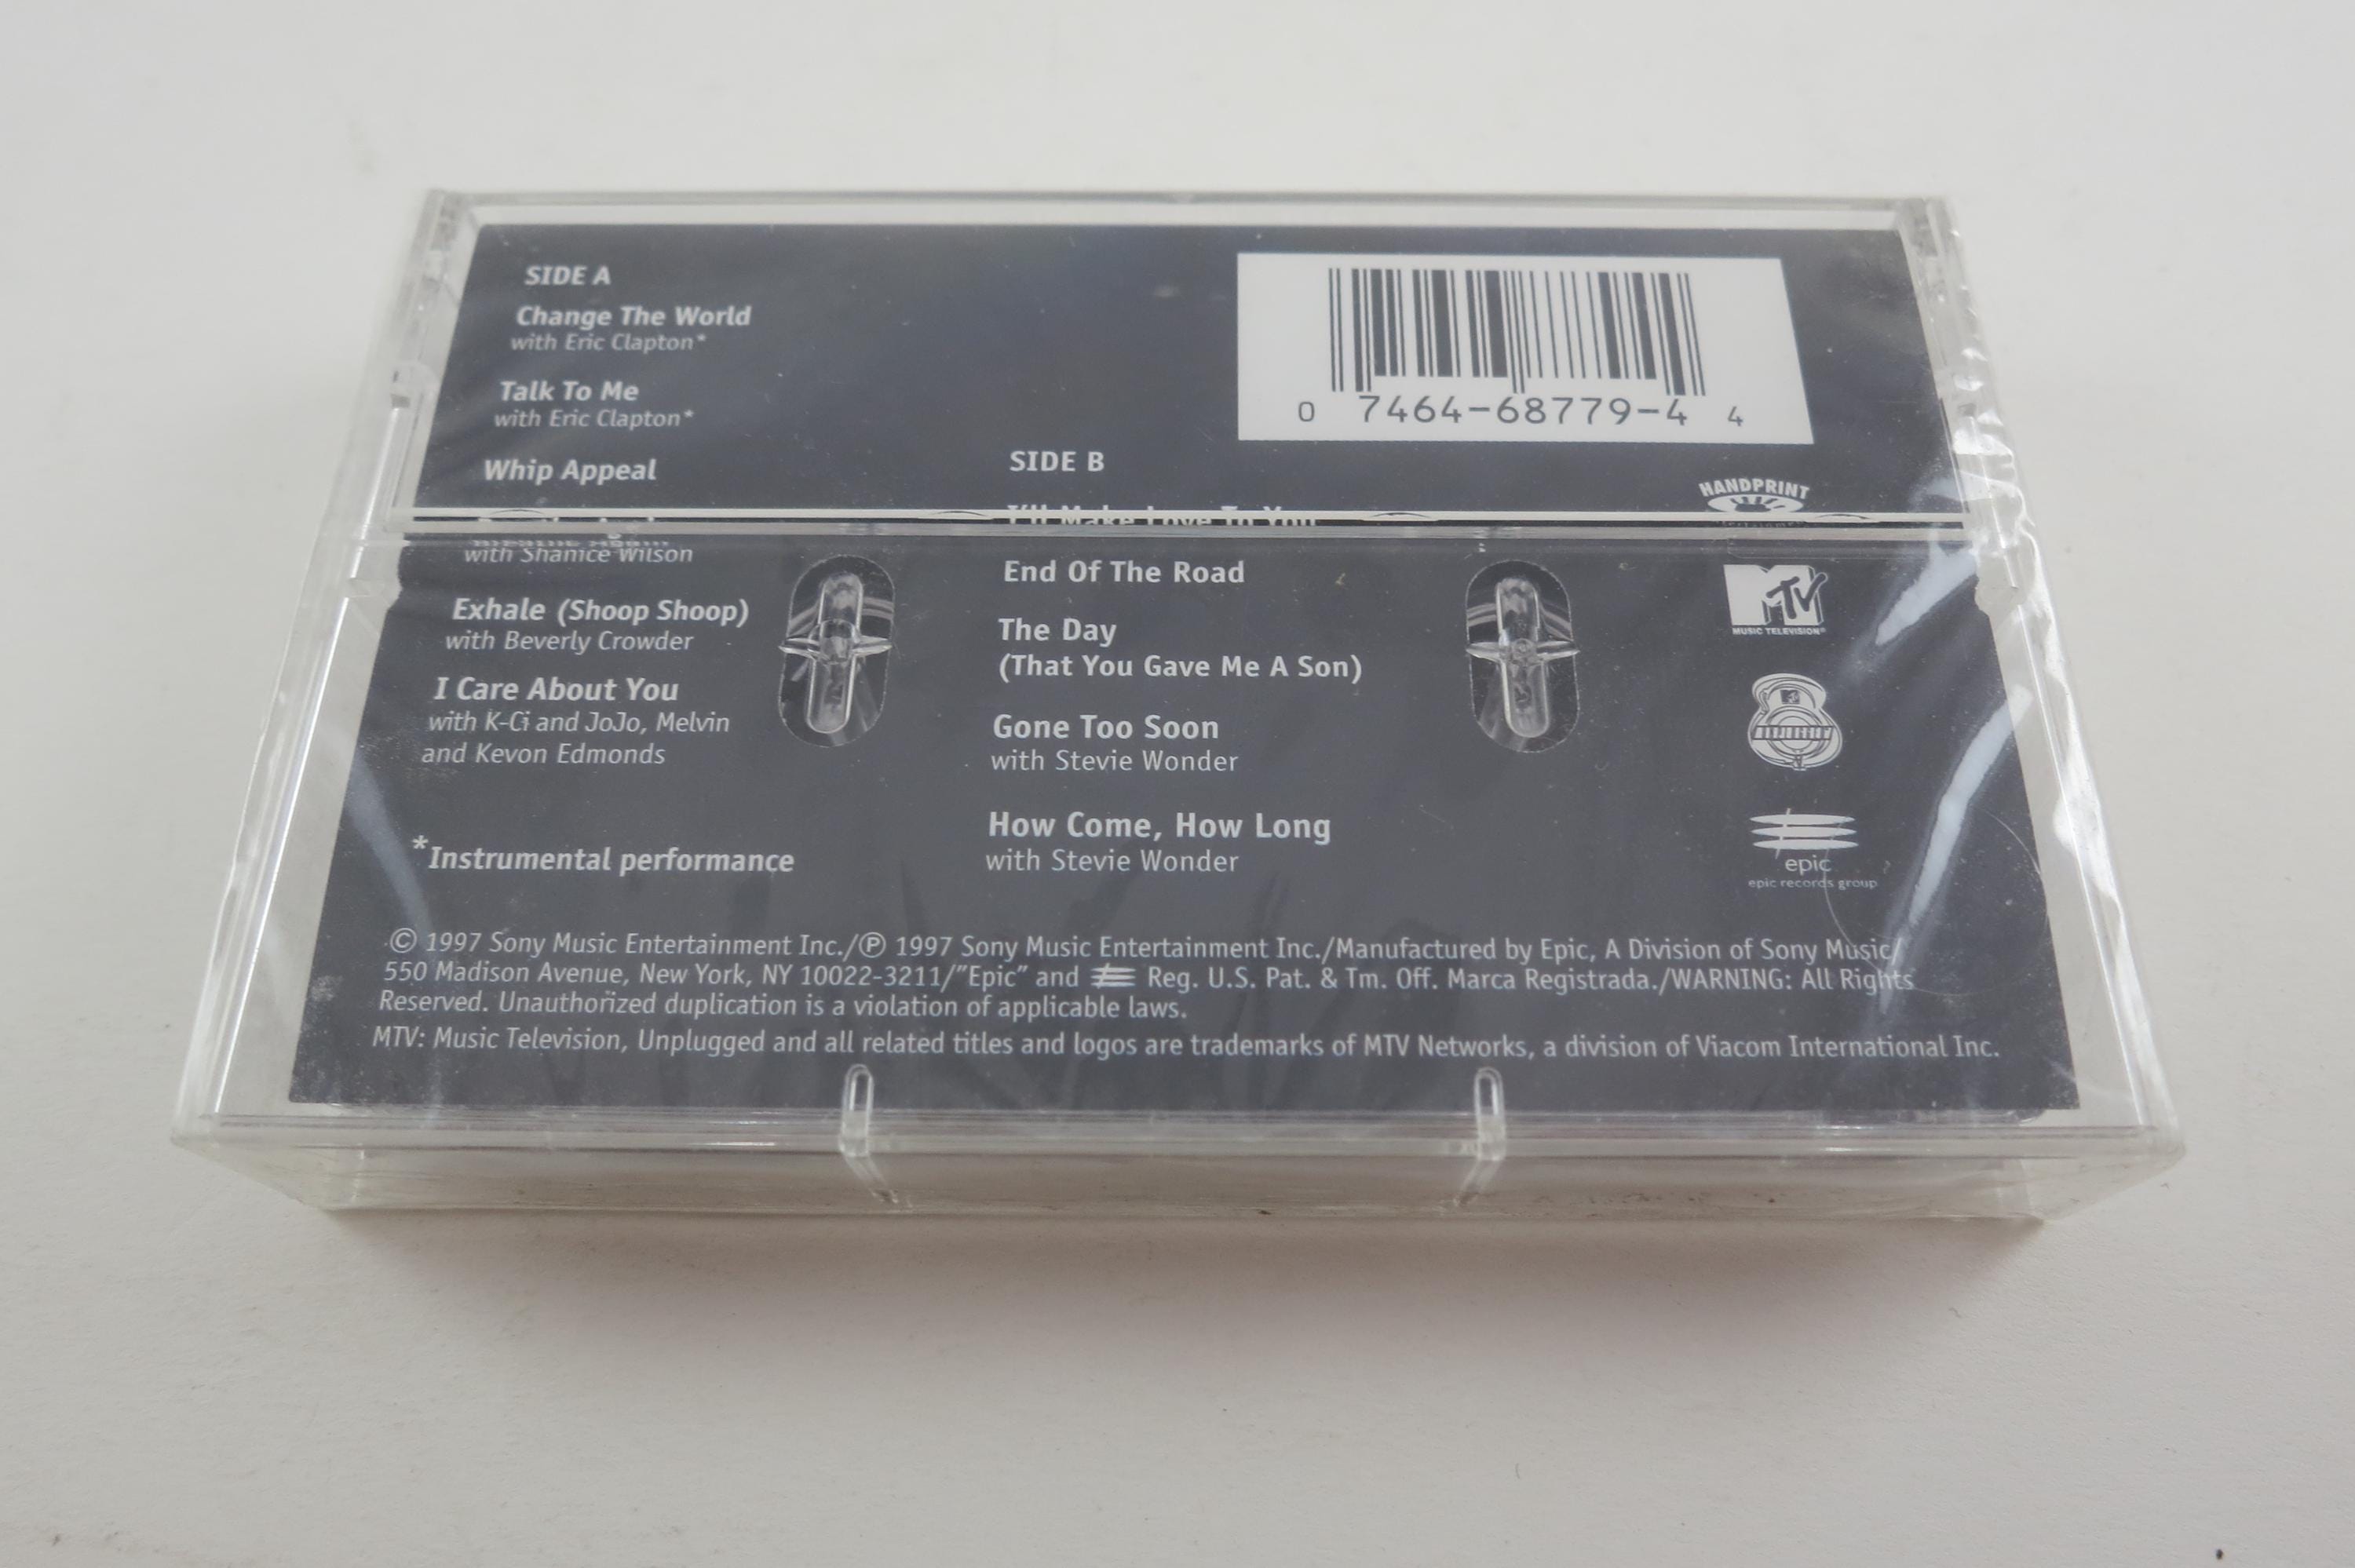 SIDE A
Change The World
with Eric Clapton*
Talk To Me
with Eric Clapton*
Whip Appeal
with Shanice Wilson
Exhale (Shoop Shoop)
with Beverly Crowder
I Care About You
with K-Ci and JoJo, Melvin
and Kevon Edmonds
*Instrumental performance
0 7464-68779-4 4
SIDE B
I'll Make Love To You
End Of The Road
The Day
(That You Gave Me A Son)
Gone Too Soon
with Stevie Wonder
How Come, How Long
with Stevie Wonder
HANDPRINT
MTV
MUSIC TELEVISION®
UNPLUGGED
epic
epic records group
© 1997 Sony Music Entertainment Inc./℗ 1997 Sony Music Entertainment Inc./Manufactured by Epic, A Division of Sony Music/
550 Madison Avenue, New York, NY 10022-3211/"Epic" and Reg. U.S. Pat. & Tm. Off. Marca Registrada./WARNING: All Rights
Reserved. Unauthorized duplication is a violation of applicable laws.
MTV: Music Television, Unplugged and all related titles and logos are trademarks of MTV Networks, a division of Viacom International Inc.